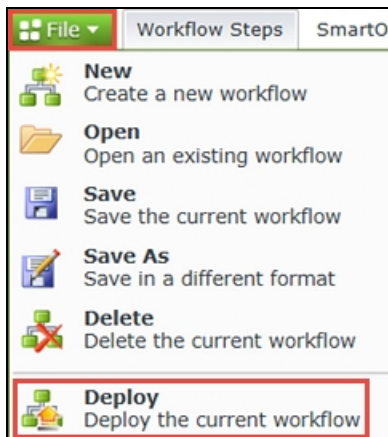 File Workflow Steps SmartO
New
Create a new workflow
Open
Open an existing workflow
Save
Save the current workflow
Save As
Save in a different format
Delete
Delete the current workflow
Deploy
Deploy the current workflow